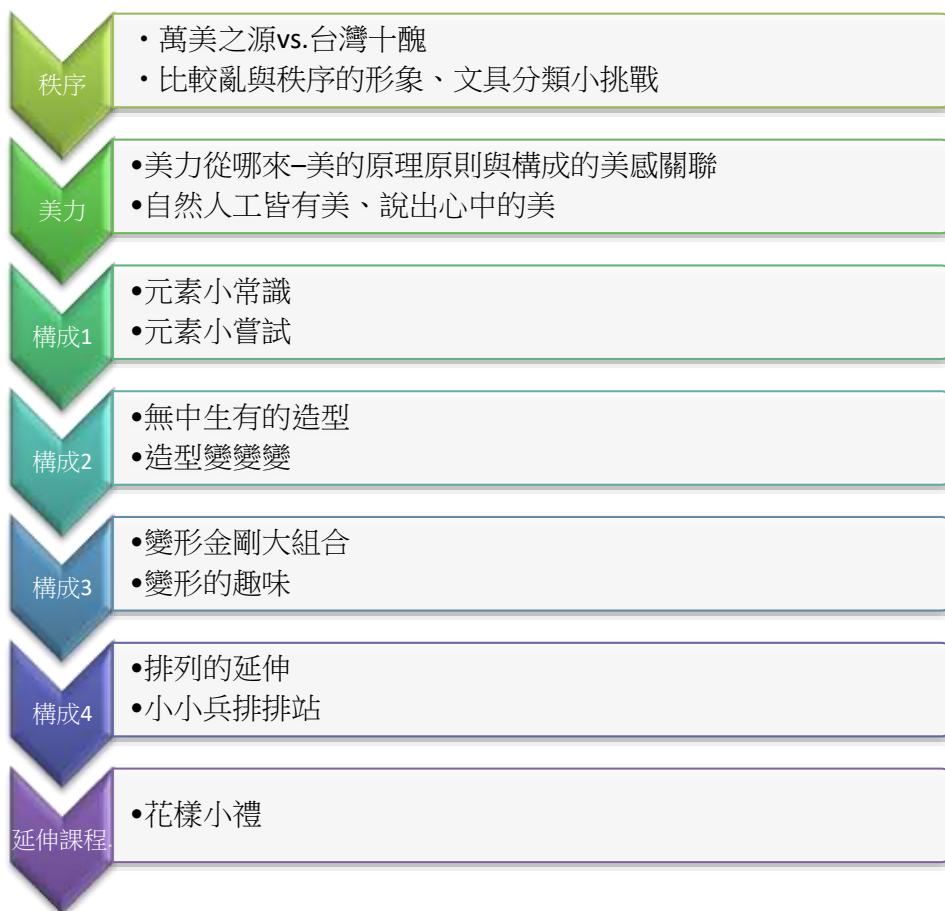 秩序
・萬美之源vs.台灣十醜
・比較亂與秩序的形象、文具分類小挑戰
美力
•美力從哪來–美的原理原則與構成的美感關聯
•自然人工皆有美、說出心中的美
構成1
•元素小常識
•元素小嘗試
構成2
•無中生有的造型
•造型變變變
構成3
•變形金剛大組合
•變形的趣味
構成4
•排列的延伸
•小小兵排排站
延伸課程.
•花樣小禮